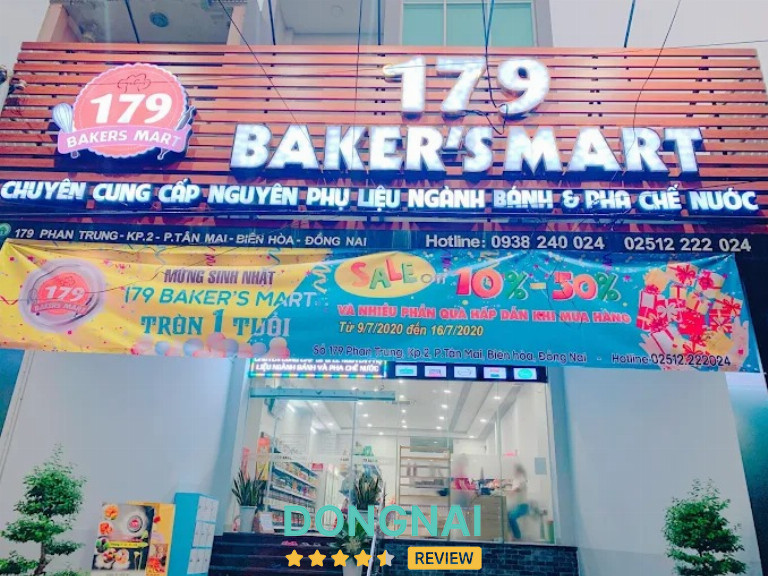 179
BAKERS MART
179
BAKER'S MART
CHUYÊN CUNG CẤP NGUYÊN PHỤ LIỆU NGÀNH BÁNH & PHA CHẾ NƯỚC
179 PHAN TRUNG - KP.2 - P.TÂN MAI - BIÊN HÒA - ĐỒNG NAI
Hotline: 0938 240 024 02512 222 024
179
BAKERS MART
MỪNG SINH NHẬT
179 BAKER'S MART
TRÒN 1 TUỔI
SALE off 10% - 50%
VÀ NHIỀU PHẦN QUÀ HẤP DẪN KHI MUA HÀNG
Từ 9/7/2020 đến 16/7/2020
Số 179 Phan Trung, Kp.2, P.Tân Mai, Biên hòa, Đồng Nai - Hotline:02512.222024
LIỆU NGÀNH BÁNH VÀ PHA CHẾ NƯỚC
DONGNAI
REVIEW